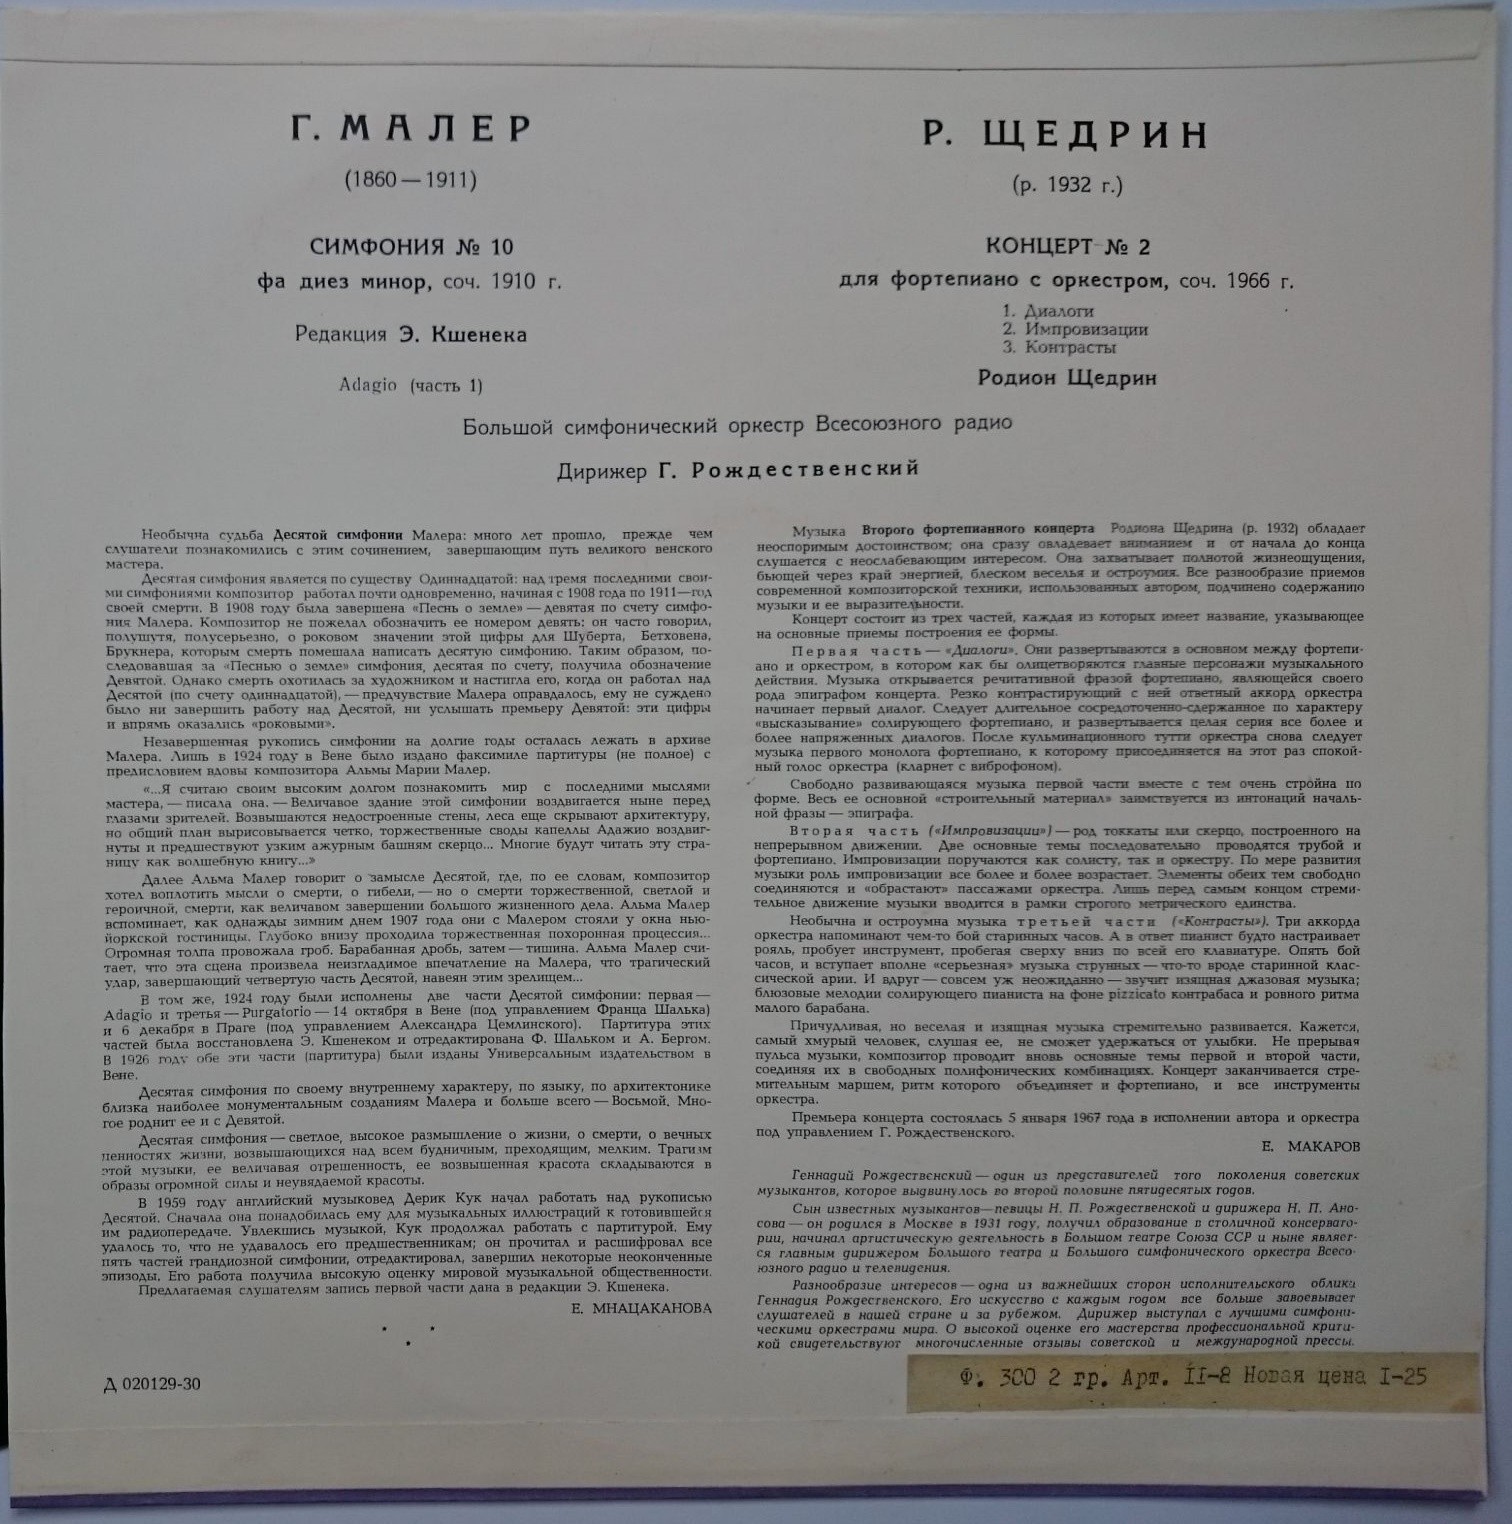 Г. МАЛЕР
(1860—1911)
СИМФОНИЯ № 10
фа диез минор, соч. 1910 г.
Редакция Э. Кшенека
Adagio (часть 1)
Р. ЩЕДРИН
(р. 1932 г.)
КОНЦЕРТ № 2
для фортепиано с оркестром, соч. 1966 г.
1. Диалоги
2. Импровизации
3. Контрасты
Родион Щедрин
Большой симфонический оркестр Всесоюзного радио
Дирижер Г. Рождественский
Необычна судьба Десятой симфонии Малера: много лет прошло, прежде чем
слушатели познакомились с этим сочинением, завершающим путь великого венского
мастера.
Десятая симфония является по существу Одиннадцатой: над тремя последними свои-
ми симфониями композитор работал почти одновременно, начиная с 1908 года по 1911—год
своей смерти. В 1908 году была завершена «Песнь о земле» — девятая по счету симфо-
ния Малера. Композитор не пожелал обозначить ее номером девять: он часто говорил,
полушутя, полусерьезно, о роковом значении этой цифры для Шуберта, Бетховена,
Брукнера, которым смерть помешала написать десятую симфонию. Таким образом, по-
следовавшая за «Песнью о земле» симфония, десятая по счету, получила обозначение
Девятой. Однако смерть охотилась за художником и настигла его, когда он работал над
Десятой (по счету одиннадцатой), — предчувствие Малера оправдалось, ему не суждено
было ни завершить работу над Десятой, ни услышать премьеру Девятой: эти цифры
и впрямь оказались «роковыми».
Незавершенная рукопись симфонии на долгие годы осталась лежать в архиве
Малера. Лишь в 1924 году в Вене было издано факсимиле партитуры (не полное) с
предисловием вдовы композитора Альмы Марии Малер.
«...Я считаю своим высоким долгом познакомить мир с последними мыслями
мастера, — писала она. — Величавое здание этой симфонии воздвигается ныне перед
глазами зрителей. Возвышаются недостроенные стены, леса еще скрывают архитектуру,
но общий план вырисовывается четко, торжественные своды капеллы Адажио воздвиг-
нуты и предшествуют узким ажурным башням скерцо... Многие будут читать эту стра-
ницу как волшебную книгу...»
Далее Альма Малер говорит о замысле Десятой, где, по ее словам, композитор
хотел воплотить мысли о смерти, о гибели, — но о смерти торжественной, светлой и
героичной, смерти, как величавом завершении большого жизненного дела. Альма Малер
вспоминает, как однажды зимним днем 1907 года они с Малером стояли у окна нью-
йоркской гостиницы. Глубоко внизу проходила торжественная похоронная процессия...
Огромная толпа провожала гроб. Барабанная дробь, затем — тишина. Альма Малер счи-
тает, что эта сцена произвела неизгладимое впечатление на Малера, что трагический
удар, завершающий четвертую часть Десятой, навеян этим зрелищем...
В том же, 1924 году были исполнены две части Десятой симфонии: первая —
Adagio и третья — Purgatorio — 14 октября в Вене (под управлением Франца Шалька)
и 6 декабря в Праге (под управлением Александра Цемлинского). Партитура этих
частей была восстановлена Э. Кшенеком и отредактирована Ф. Шальком и А. Бергом.
В 1926 году обе эти части (партитура) были изданы Универсальным издательством в
Вене.
Десятая симфония по своему внутреннему характеру, по языку, по архитектонике
близка наиболее монументальным созданиям Малера и больше всего — Восьмой. Мно-
гое роднит ее и с Девятой.
Десятая симфония — светлое, высокое размышление о жизни, о смерти, о вечных
ценностях жизни, возвышающихся над всем будничным, преходящим, мелким. Трагизм
этой музыки, ее величавая отрешенность, ее возвышенная красота складываются в
образы огромной силы и неувядаемой красоты.
В 1959 году английский музыковед Дерик Кук начал работать над рукописью
Десятой. Сначала она понадобилась ему для музыкальных иллюстраций к готовившейся
им радиопередаче. Увлекшись музыкой, Кук продолжал работать с партитурой. Ему
удалось то, что не удавалось его предшественникам; он прочитал и расшифровал все
пять частей грандиозной симфонии, отредактировал, завершил некоторые неоконченные
эпизоды. Его работа получила высокую оценку мировой музыкальной общественности.
Предлагаемая слушателям запись первой части дана в редакции Э. Кшенека.
Е. МНАЦАКАНОВА
Д 020129-30
Музыка Второго фортепианного концерта Родиона Щедрина (р. 1932) обладает
неоспоримым достоинством; она сразу овладевает вниманием и от начала до конца
слушается с неослабевающим интересом. Она захватывает полнотой жизнеощущения,
бьющей через край энергией, блеском веселья и остроумия. Все разнообразие приемов
современной композиторской техники, использованных автором, подчинено содержанию
музыки и ее выразительности.
Концерт состоит из трех частей, каждая из которых имеет название, указывающее
на основные приемы построения ее формы.
Первая часть — «Диалоги». Они развертываются в основном между фортепи-
ано и оркестром, в котором как бы олицетворяются главные персонажи музыкального
действия. Музыка открывается речитативной фразой фортепиано, являющейся своего
рода эпиграфом концерта. Резко контрастирующий с ней ответный аккорд оркестра
начинает первый диалог. Следует длительное сосредоточенно-сдержанное по характеру
«высказывание» солирующего фортепиано, и развертывается целая серия все более и
более напряженных диалогов. После кульминационного тутти оркестра снова следует
музыка первого монолога фортепиано, к которому присоединяется на этот раз спокой-
ный голос оркестра (кларнет с виброфоном).
Свободно развивающаяся музыка первой части вместе с тем очень стройна по
форме. Весь ее основной «строительный материал» заимствуется из интонаций началь-
ной фразы — эпиграфа.
Вторая часть («Импровизации») — род токкаты или скерцо, построенного на
непрерывном движении. Две основные темы последовательно проводятся трубой и
фортепиано. Импровизации поручаются как солисту, так и оркестру. По мере развития
музыки роль импровизации все более и более возрастает. Элементы обеих тем свободно
соединяются и «обрастают» пассажами оркестра. Лишь перед самым концом стреми-
тельное движение музыки вводится в рамки строгого метрического единства.
Необычна и остроумна музыка третьей части («Контрасты»). Три аккорда
оркестра напоминают чем-то бой старинных часов. А в ответ пианист будто настраивает
рояль, пробует инструмент, пробегая сверху вниз по всей его клавиатуре. Опять бой
часов, и вступает вполне «серьезная» музыка струнных — что-то вроде старинной клас-
сической арии. И вдруг — совсем уж неожиданно — звучит изящная джазовая музыка;
блюзовые мелодии солирующего пианиста на фоне pizzicato контрабаса и ровного ритма
малого барабана.
Причудливая, но веселая и изящная музыка стремительно развивается. Кажется,
самый хмурый человек, слушая ее, не сможет удержаться от улыбки. Не прерывая
пульса музыки, композитор проводит вновь основные темы первой и второй части,
соединяя их в свободных полифонических комбинациях. Концерт заканчивается стре-
мительным маршем, ритм которого объединяет и фортепиано, и все инструменты
оркестра.
Премьера концерта состоялась 5 января 1967 года в исполнении автора и оркестра
под управлением Г. Рождественского.
Е. МАКАРОВ
Геннадий Рождественский — один из представителей того поколения советских
музыкантов, которое выдвинулось во второй половине пятидесятых годов.
Сын известных музыкантов—певицы Н. П. Рождественской и дирижера Н. П. Ано-
сова — он родился в Москве в 1931 году, получил образование в столичной консервато-
рии, начинал артистическую деятельность в Большом театре Союза ССР и ныне являет-
ся главным дирижером Большого театра и Большого симфонического оркестра Всесо-
юзного радио и телевидения.
Разнообразие интересов — одна из важнейших сторон исполнительского облика
Геннадия Рождественского. Его искусство с каждым годом все больше завоевывает
слушателей в нашей стране и за рубежом. Дирижер выступал с лучшими симфони-
ческими оркестрами мира. О высокой оценке его мастерства профессиональной крити-
кой свидетельствуют многочисленные отзывы советской и международной прессы.
Ф. 300 2 гр. Арт. II-8 Новая цена I-25